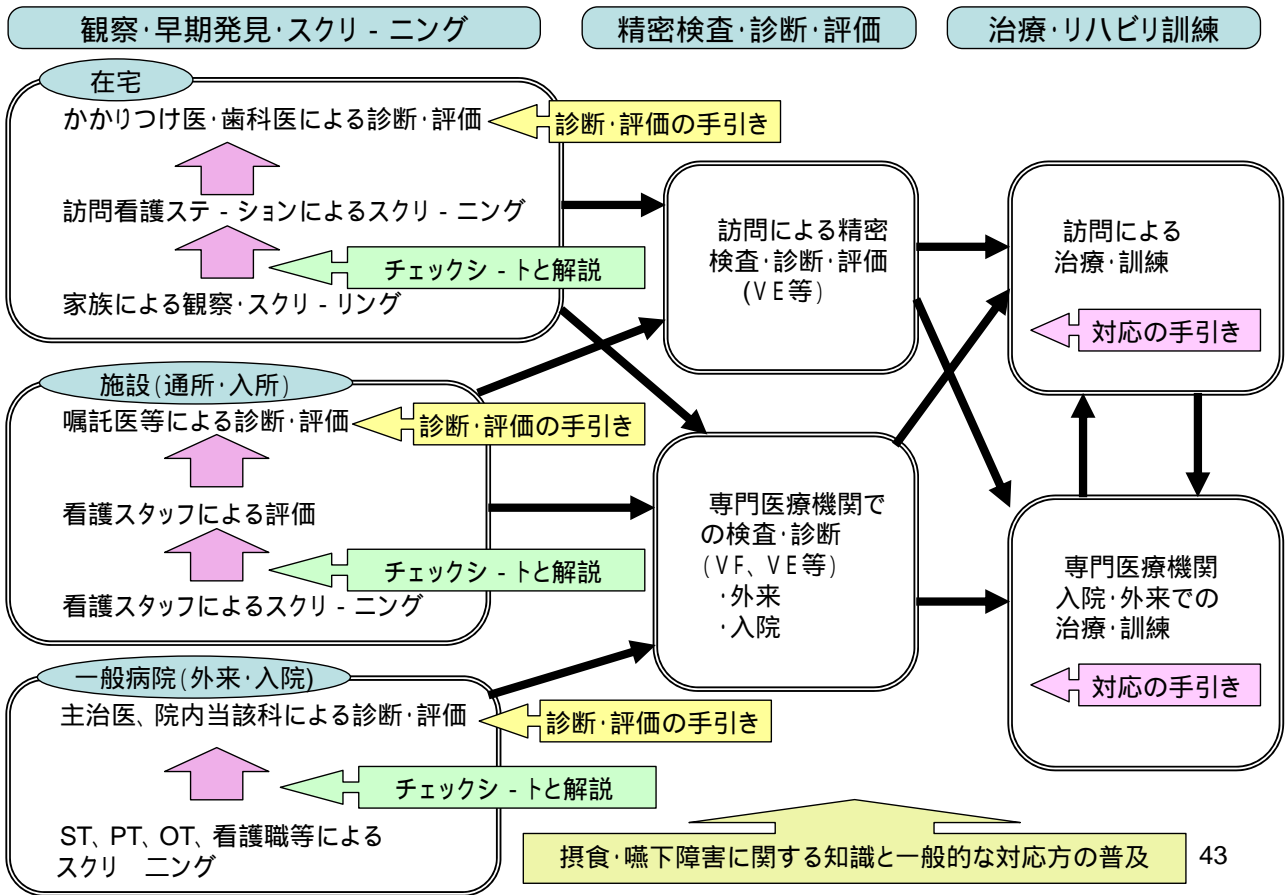 観察･早期発見･スクリ‐ニング
精密検査･診断･評価
治療･リハビリ訓練
在宅
かかりつけ医･歯科医による診断･評価
診断･評価の手引き
訪問看護ステ‐ションによるスクリ‐ニング
チェックシ‐トと解説
家族による観察･スクリ‐リング
施設(通所･入所)
嘱託医等による診断･評価
診断･評価の手引き
看護スタッフによる評価
チェックシ‐トと解説
看護スタッフによるスクリ‐ニング
一般病院(外来･入院)
主治医、院内当該科による診断･評価
診断･評価の手引き
チェックシ‐トと解説
ST、PT、OT、看護職等による
スクリ　ニング
訪問による精密
検査･診断･評価
(VE等)
専門医療機関で
の検査･診断
(VF、VE等)
･外来
･入院
訪問による
治療･訓練
対応の手引き
専門医療機関
入院･外来での
治療･訓練
対応の手引き
摂食･嚥下障害に関する知識と一般的な対応方の普及
43